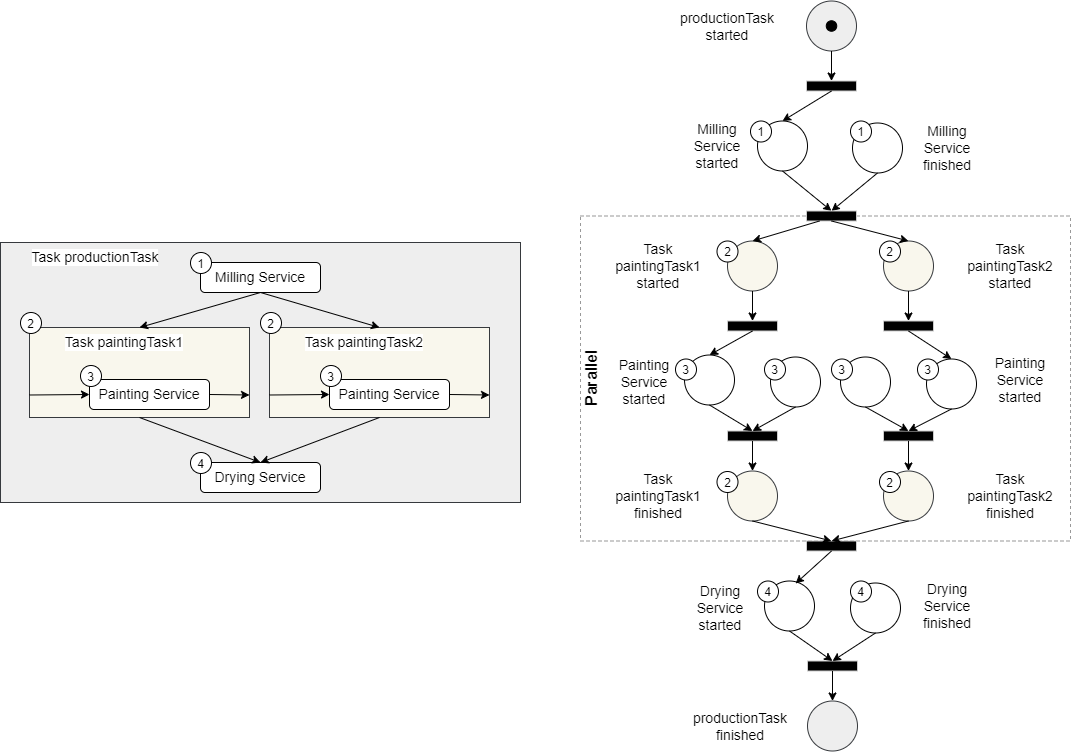 Task productionTask
1
Milling Service
2
Task paintingTask1
3
Painting Service
2
Task paintingTask2
3
Painting Service
4
Drying Service
productionTask
started
Milling
Service
started
1
1
Milling
Service
finished
Parallel
Task
paintingTask1
started
2
2
Task
paintingTask2
started
Painting
Service
started
3
3
3
3
Painting
Service
started
Task
paintingTask1
finished
2
2
Task
paintingTask2
finished
Drying
Service
started
4
4
Drying
Service
finished
productionTask
finished